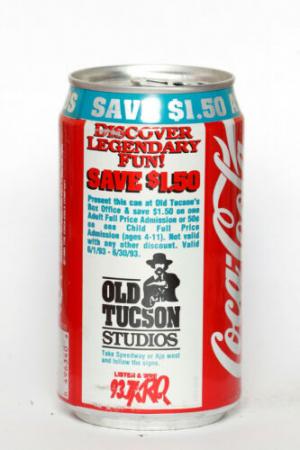 SAVE $1.50
DISCOVER
LEGENDARY
FUN!
SAVE $1.50
Present this can at Old Tucson's
Box Office & save $1.50 on one
Adult Full Price Admission or 50¢
on one Child Full Price
Admission (ages 4-11). Not valid
with any other discount. Valid
6/1/93 - 6/30/93.
OLD
TUCSON
STUDIOS
Take Speedway or Ajo west
and follow the signs.
LISTEN & WIN
93.7 KRQ
Coca-Cola